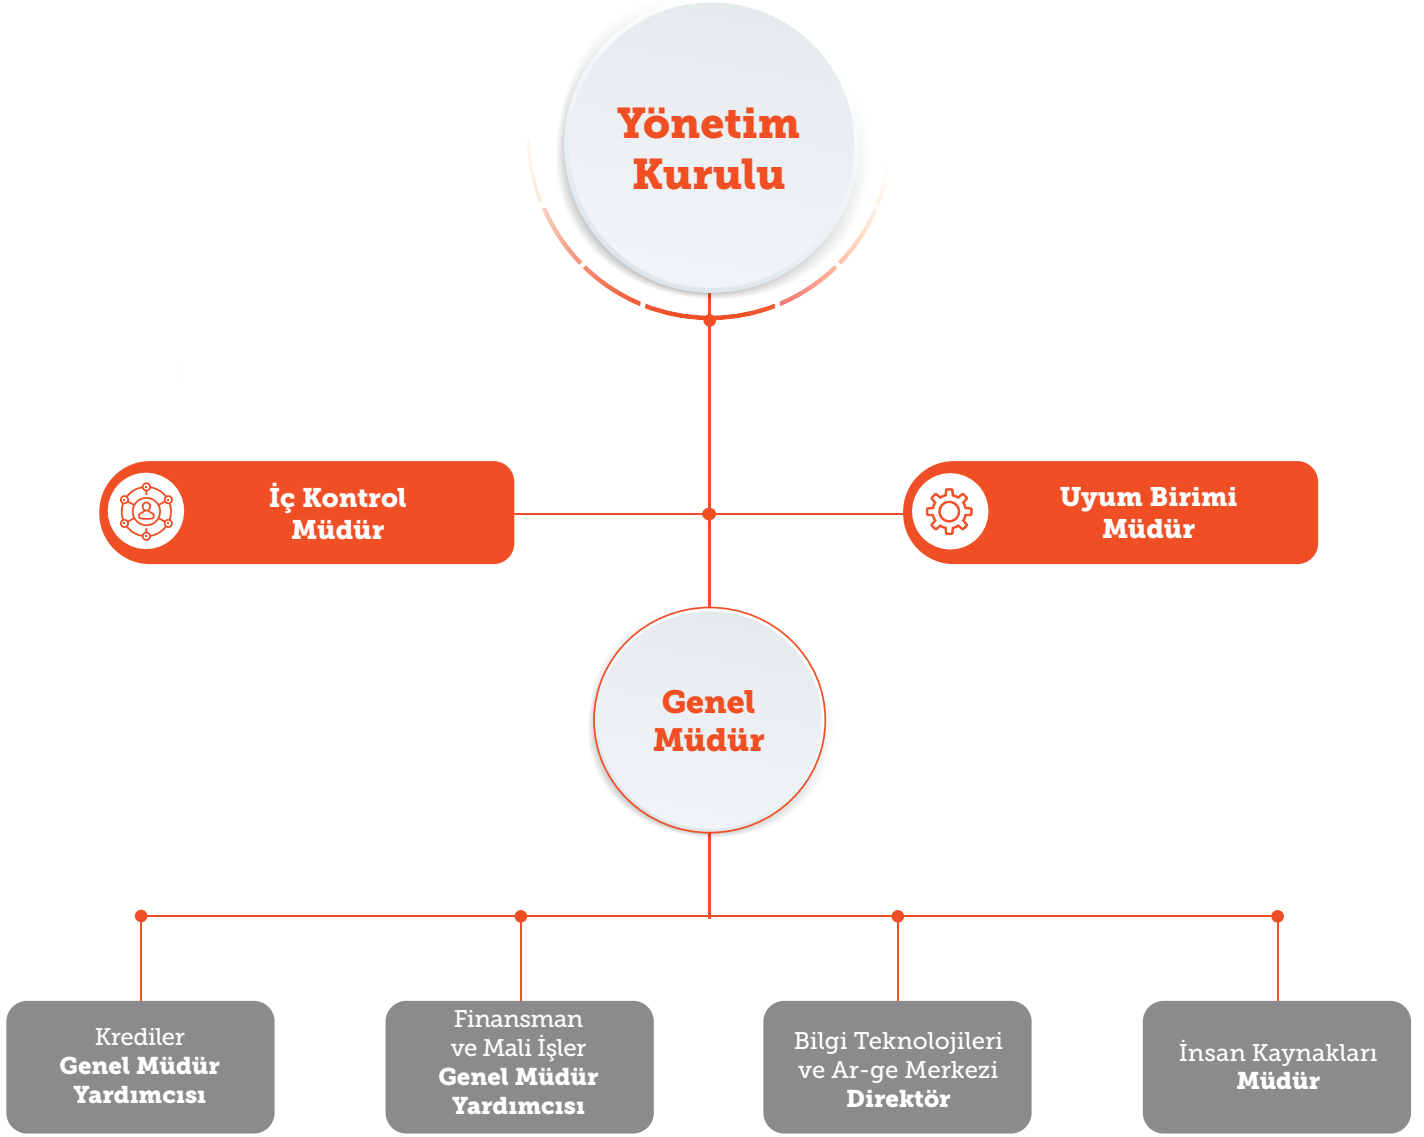 Yönetim
Kurulu
İç Kontrol
Müdür
Uyum Birimi
Müdür
Genel
Müdür
Krediler
Genel Müdür
Yardımcısı
Finansman
ve Mali İşler
Genel Müdür
Yardımcısı
Bilgi Teknolojileri
ve Ar-ge Merkezi
Direktör
İnsan Kaynakları
Müdür